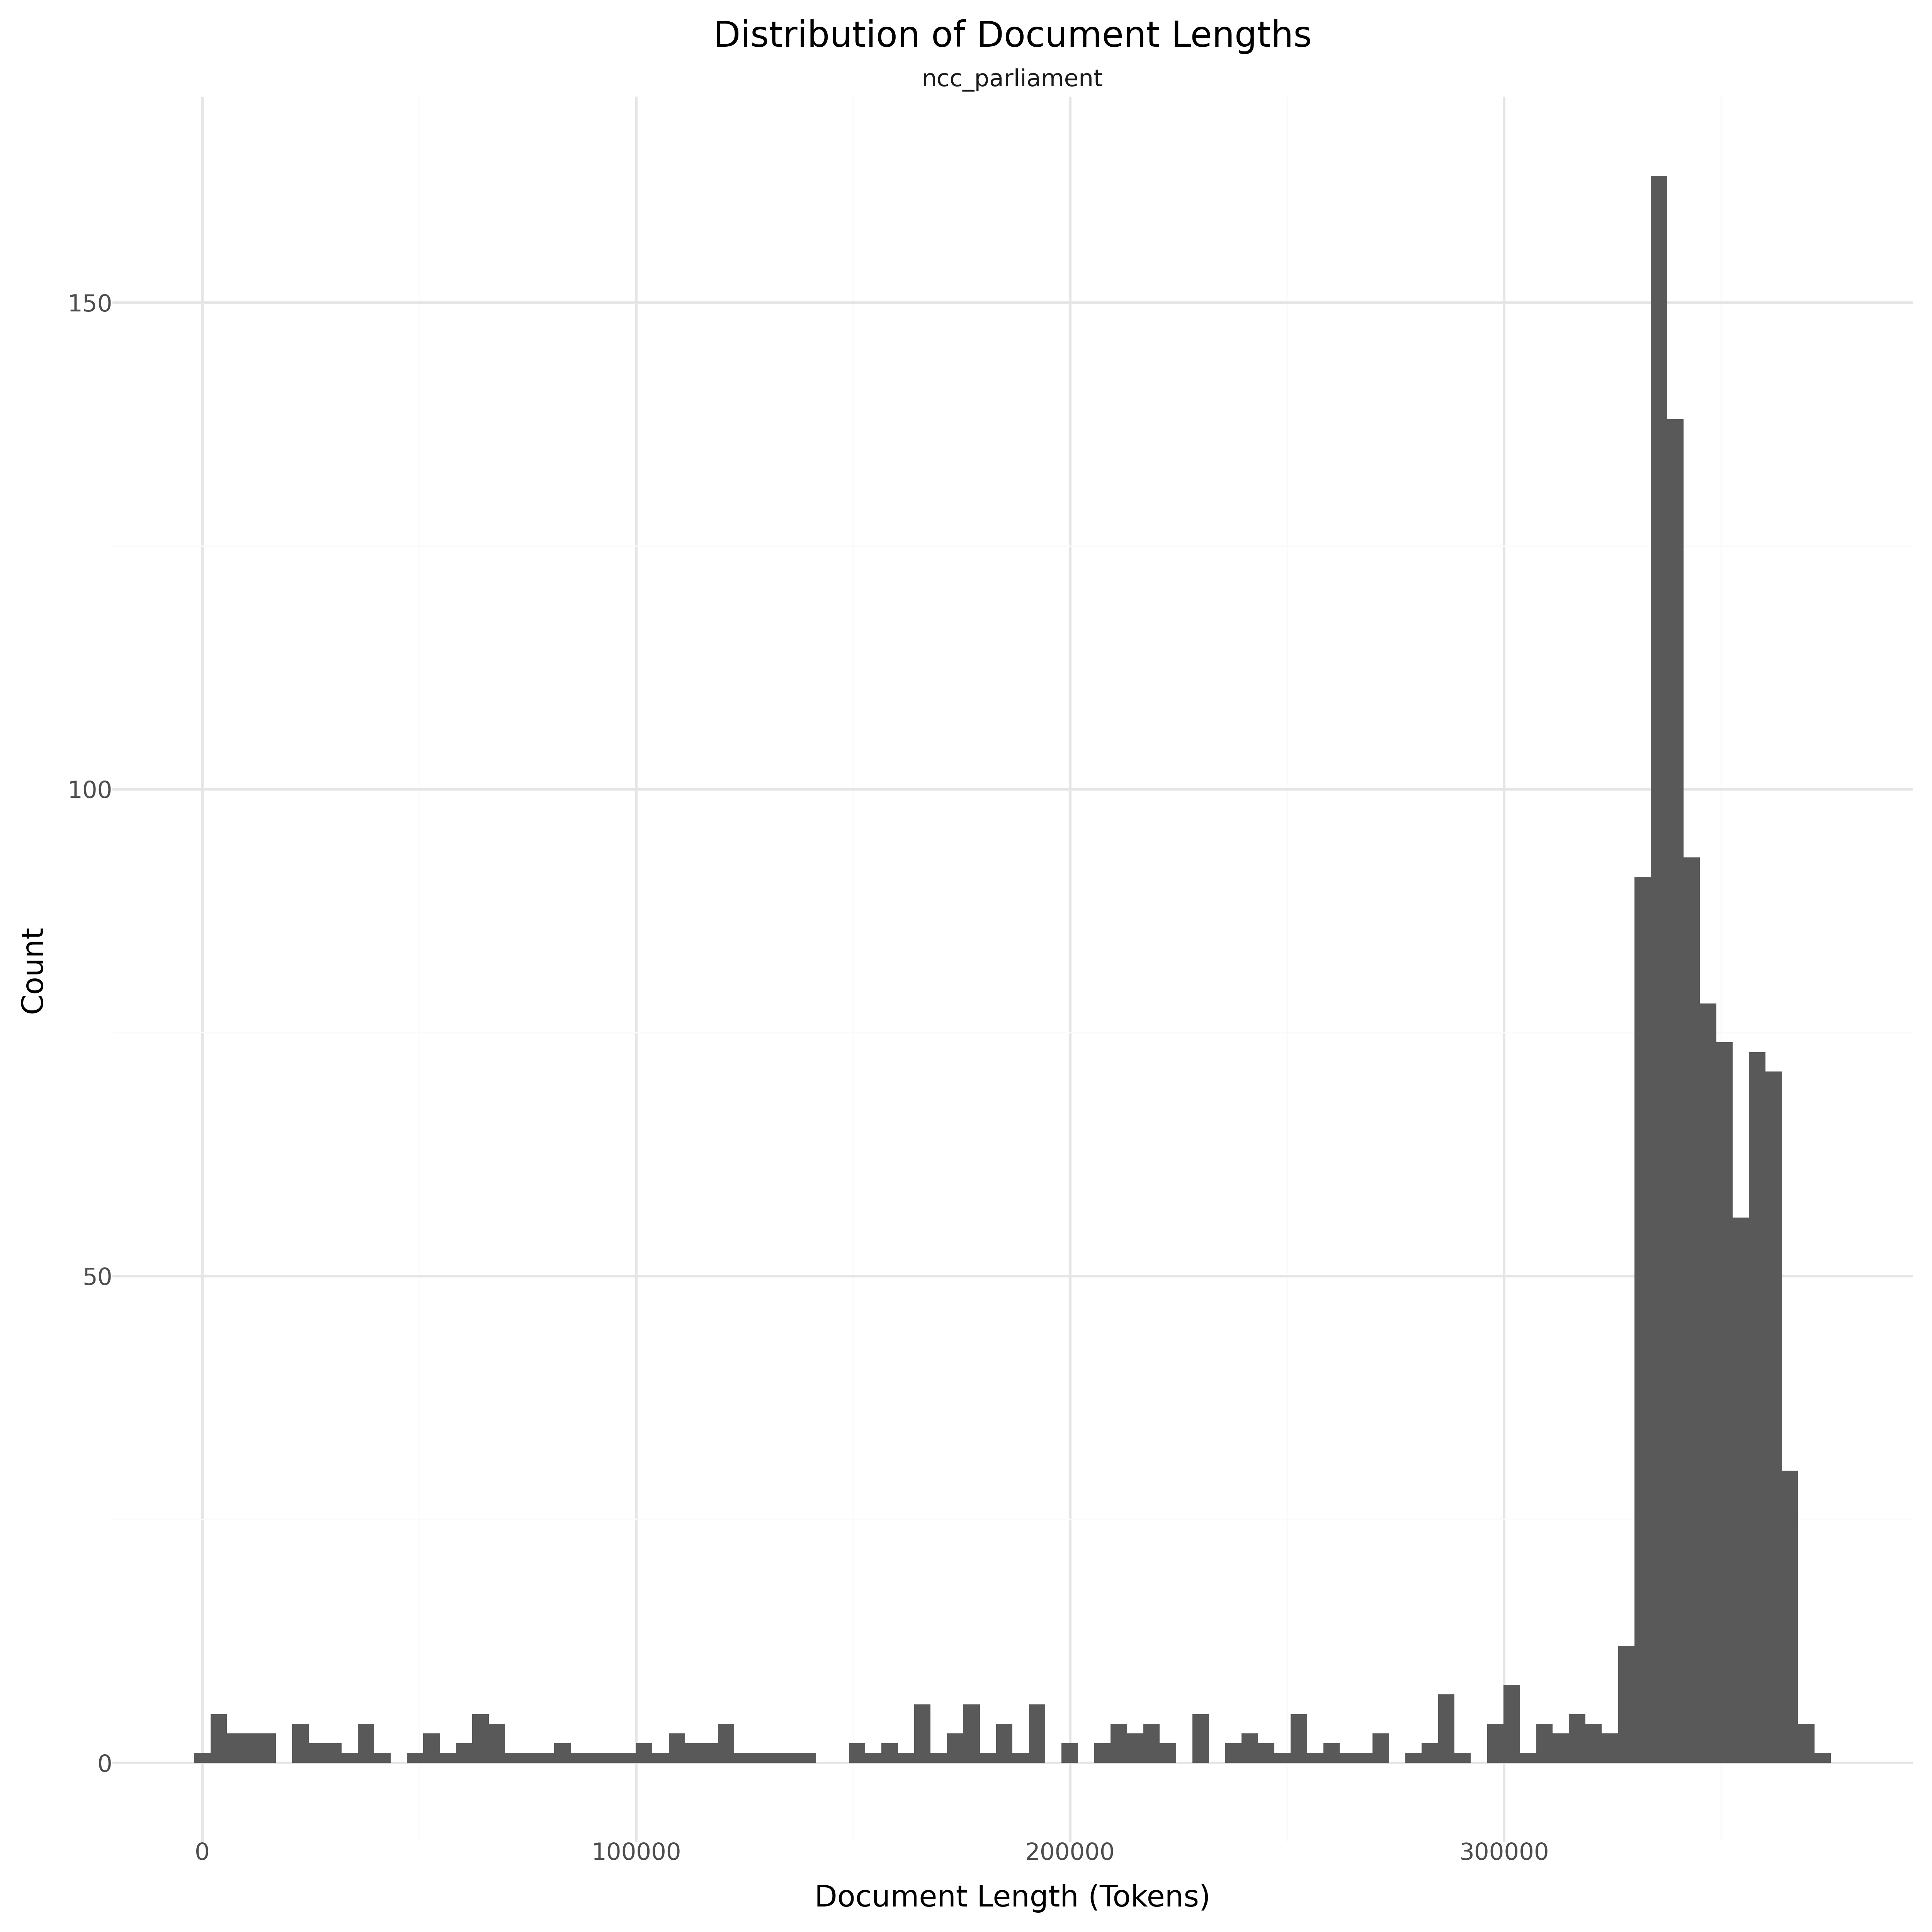 Distribution of Document Lengths
ncc_parliament
150
100
50
0
Count
0 100000 200000 300000
Document Length (Tokens)